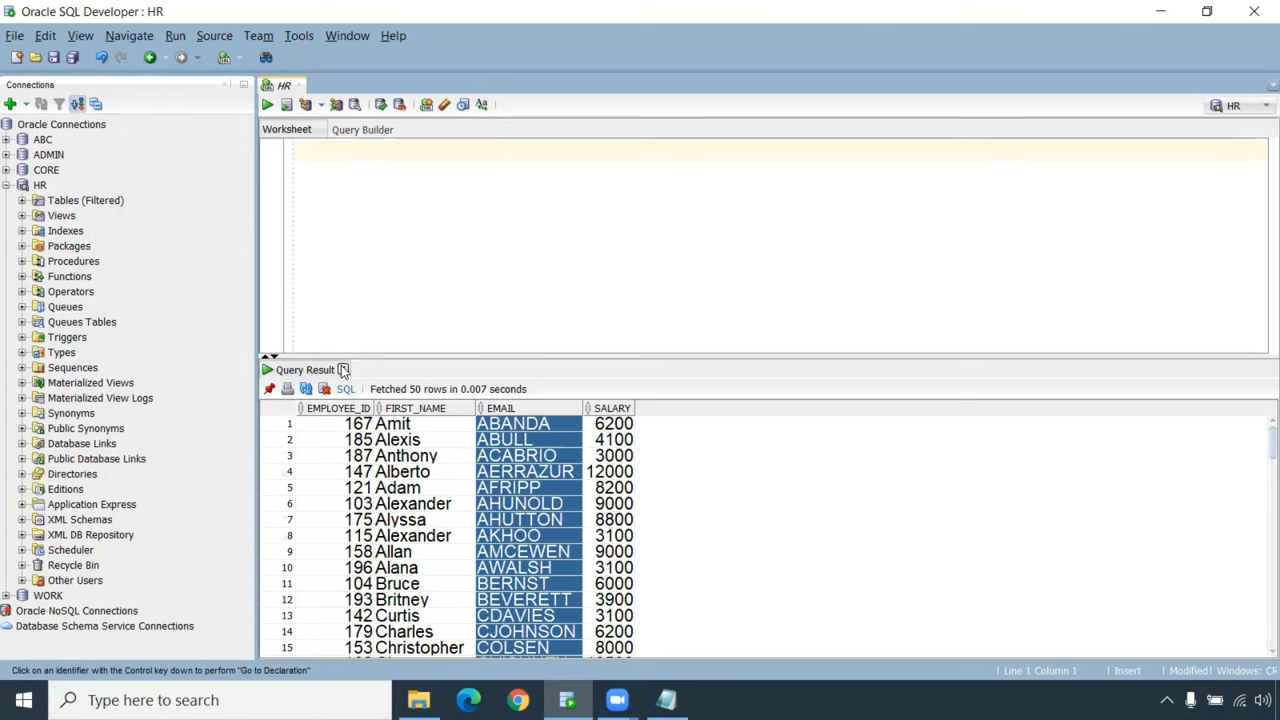 Oracle SQL Developer : HR
File Edit View Navigate Run Source Team Tools Window Help
Connections
HR
HR
Worksheet Query Builder
Oracle Connections
ABC
ADMIN
CORE
HR
Tables (Filtered)
Views
Indexes
Packages
Procedures
Functions
Operators
Queues
Queues Tables
Triggers
Types
Sequences
Materialized Views
Materialized View Logs
Synonyms
Public Synonyms
Database Links
Public Database Links
Directories
Editions
Application Express
XML Schemas
XML DB Repository
Scheduler
Recycle Bin
Other Users
WORK
Oracle NoSQL Connections
Database Schema Service Connections
Query Result
SQL Fetched 50 rows in 0.007 seconds
EMPLOYEE_ID FIRST_NAME EMAIL SALARY
1 167 Amit ABANDA 6200
2 185 Alexis ABULL 4100
3 187 Anthony ACABRIO 3000
4 147 Alberto AERRAZUR 12000
5 121 Adam AFRIPP 8200
6 103 Alexander AHUNOLD 9000
7 175 Alyssa AHUTTON 8800
8 115 Alexander AKHOO 3100
9 158 Allan AMCEWEN 9000
10 196 Alana AWALSH 3100
11 104 Bruce BERNST 6000
12 193 Britney BEVERETT 3900
13 142 Curtis CDAVIES 3100
14 179 Charles CJOHNSON 6200
15 153 Christopher COLSEN 8000
Click on an identifier with the Control key down to perform "Go to Declaration"
Line 1 Column 1 Insert Modified Windows: CR
Type here to search